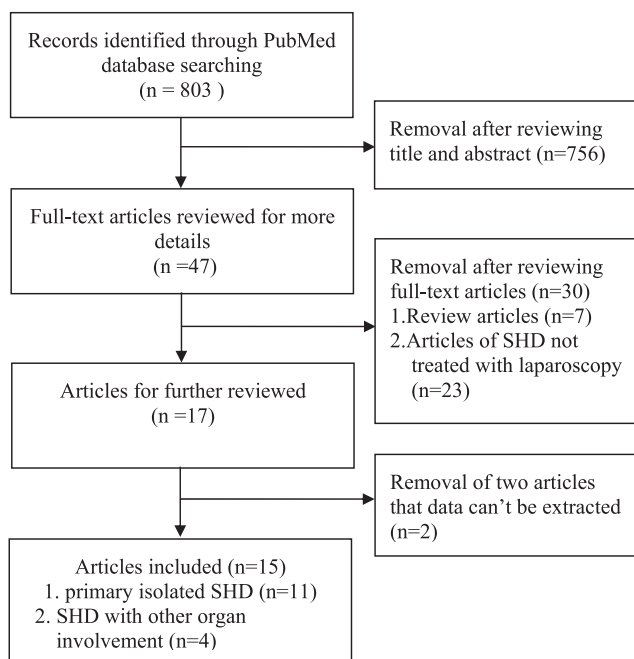 Records identified through PubMed
database searching
(n = 803 )
Removal after reviewing
title and abstract (n=756)
Full-text articles reviewed for more
details
(n =47)
Removal after reviewing
full-text articles (n=30)
1.Review articles (n=7)
2.Articles of SHD not
treated with laparoscopy
(n=23)
Articles for further reviewed
(n =17)
Removal of two articles
that data can't be extracted
(n=2)
Articles included (n=15)
1. primary isolated SHD (n=11)
2. SHD with other organ
involvement (n=4)